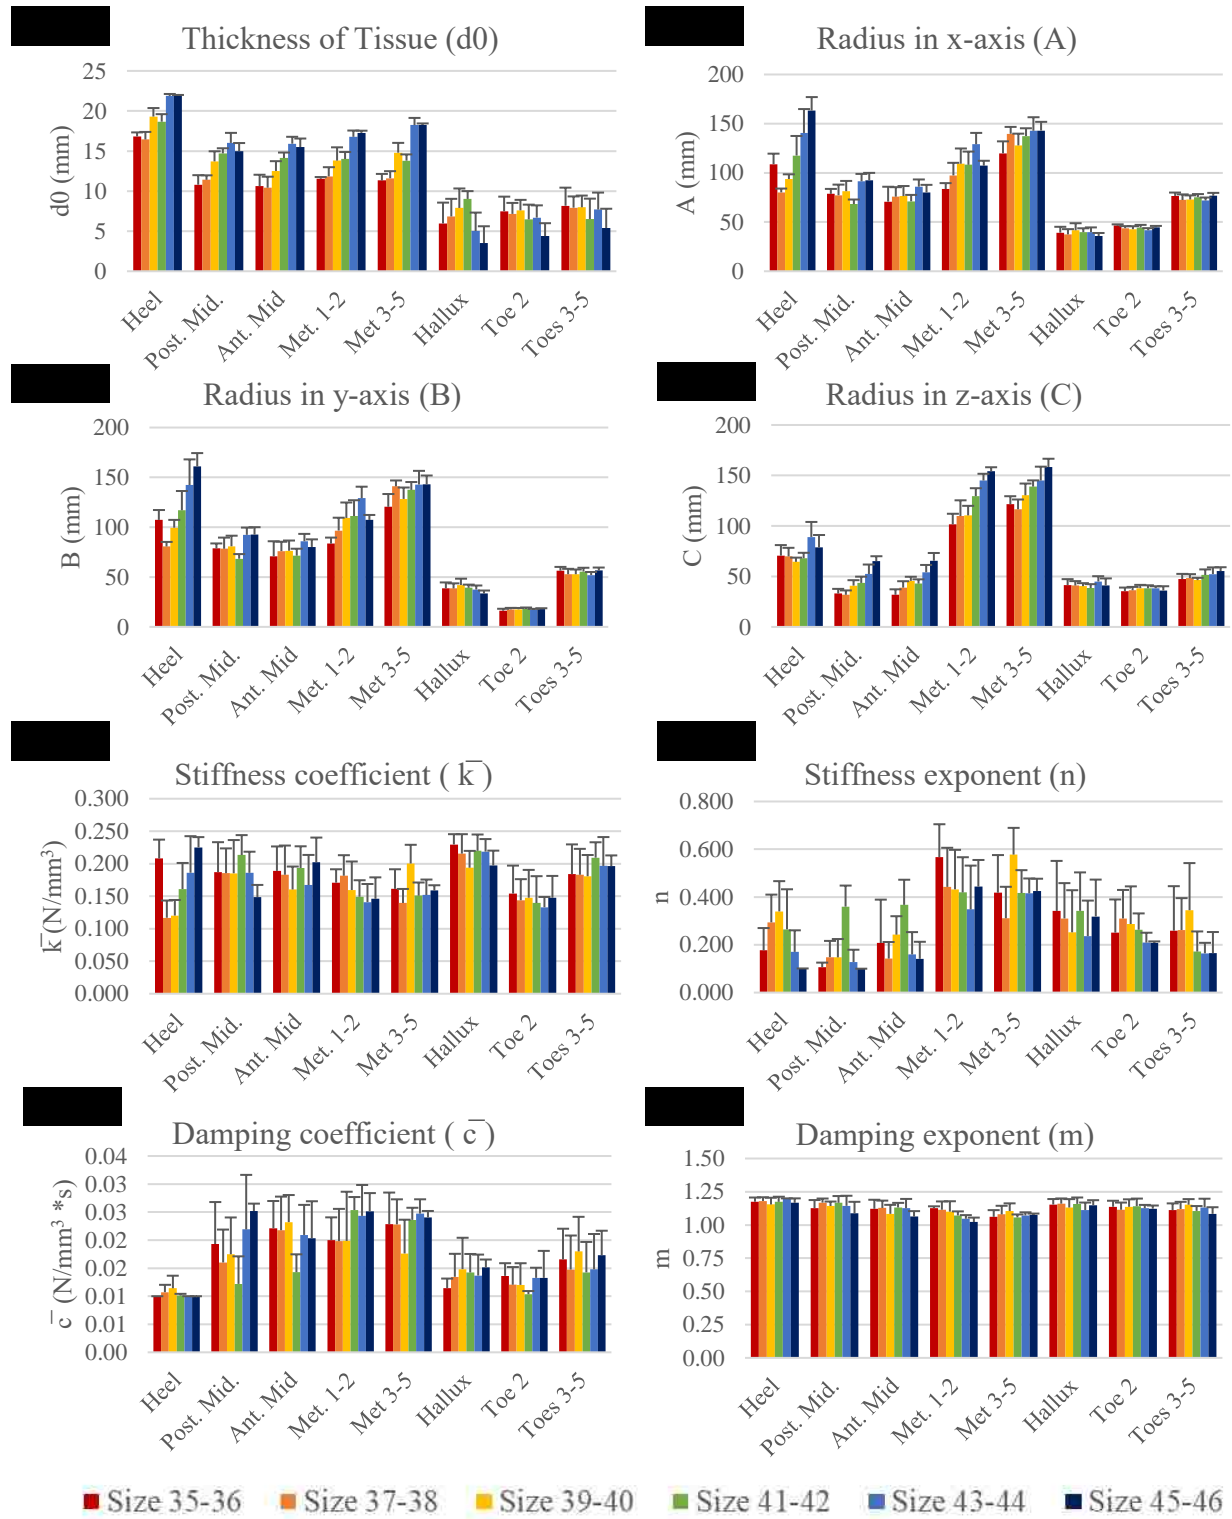 Thickness of Tissue (d0)
25
20
15
10
5
0
d0 (mm)
Heel
Post. Mid.
Ant. Mid
Met. 1-2
Met 3-5
Hallux
Toe 2
Toes 3-5
Radius in x-axis (A)
200
150
100
50
0
A (mm)
Heel
Post. Mid.
Ant. Mid
Met. 1-2
Met 3-5
Hallux
Toe 2
Toes 3-5
Radius in y-axis (B)
200
150
100
50
0
B (mm)
Heel
Post. Mid.
Ant. Mid
Met. 1-2
Met 3-5
Hallux
Toe 2
Toes 3-5
Radius in z-axis (C)
200
150
100
50
0
C (mm)
Heel
Post. Mid.
Ant. Mid
Met. 1-2
Met 3-5
Hallux
Toe 2
Toes 3-5
Stiffness coefficient ( k̅ )
0.300
0.250
0.200
0.150
0.100
0.050
0.000
k̅ (N/mm³)
Heel
Post. Mid.
Ant. Mid
Met. 1-2
Met 3-5
Hallux
Toe 2
Toes 3-5
Stiffness exponent (n)
0.800
0.600
0.400
0.200
0.000
n
Heel
Post. Mid.
Ant. Mid
Met. 1-2
Met 3-5
Hallux
Toe 2
Toes 3-5
Damping coefficient ( c̅ )
0.04
0.03
0.03
0.02
0.02
0.01
0.01
0.00
c̅ (N/mm³ *s)
Heel
Post. Mid.
Ant. Mid
Met. 1-2
Met 3-5
Hallux
Toe 2
Toes 3-5
Damping exponent (m)
1.50
1.25
1.00
0.75
0.50
0.25
0.00
m
Heel
Post. Mid.
Ant. Mid
Met. 1-2
Met 3-5
Hallux
Toe 2
Toes 3-5
Size 35-36 Size 37-38 Size 39-40 Size 41-42 Size 43-44 Size 45-46